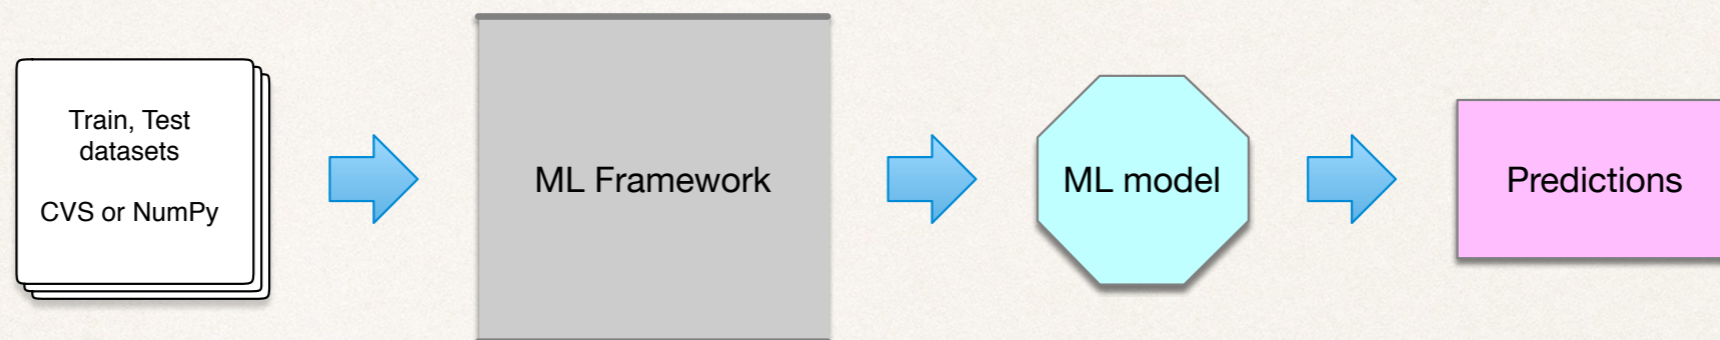 Train, Test
datasets
CVS or NumPy
ML Framework
ML model
Predictions